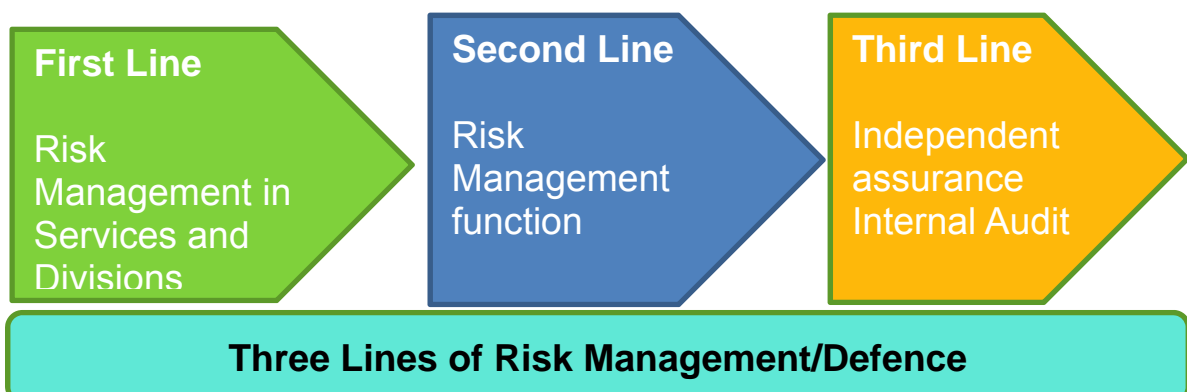 First Line
Risk
Management in
Services and
Divisions
Second Line
Risk
Management
function
Third Line
Independent
assurance
Internal Audit
Three Lines of Risk Management/Defence